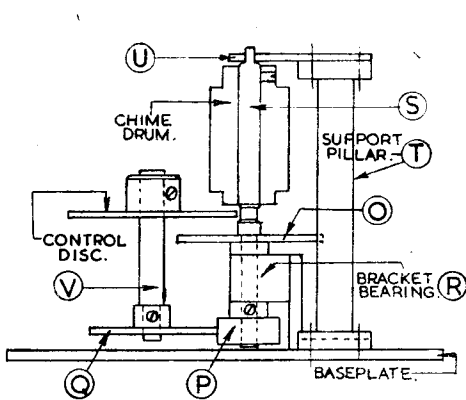 U
S
CHIME
DRUM.
SUPPORT
PILLAR.
T
O
CONTROL
DISC.
V
BRACKET
BEARING.
R
Q
P
BASEPLATE.